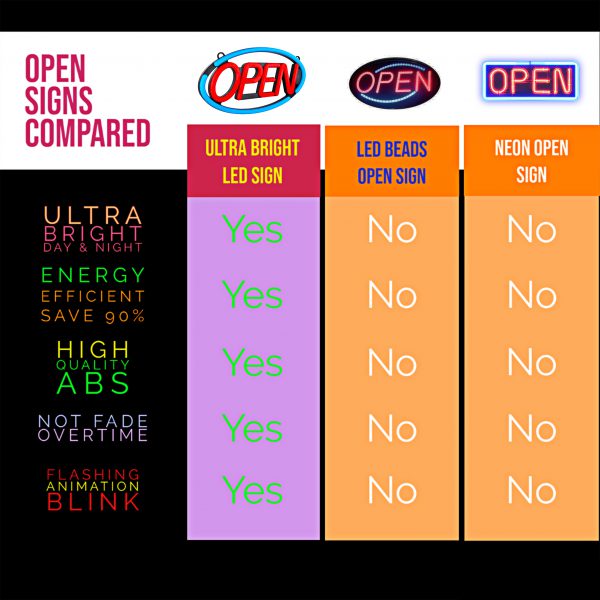 OPEN
SIGNS
COMPARED
OPEN
OPEN
OPEN
ULTRA BRIGHT
LED SIGN
LED BEADS
OPEN SIGN
NEON OPEN
SIGN
ULTRA
BRIGHT
DAY & NIGHT
Yes
No
No
ENERGY
EFFICIENT
SAVE 90%
Yes
No
No
HIGH
QUALITY
ABS
Yes
No
No
NOT FADE
OVERTIME
Yes
No
No
FLASHING
ANIMATION
BLINK
Yes
No
No